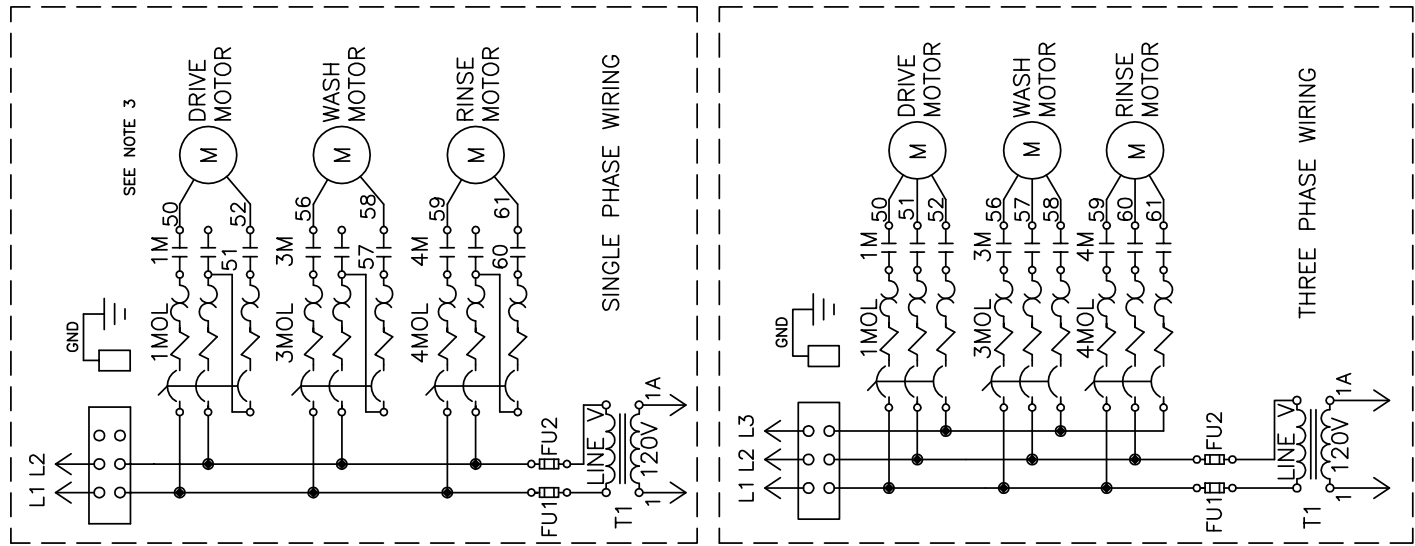 SEE NOTE 3
DRIVE
MOTOR
WASH
MOTOR
RINSE
MOTOR
M
M
M
50
52
56
58
59
61
1M
51
3M
57
4M
60
GND
1MOL
3MOL
4MOL
SINGLE PHASE WIRING
L1
L2
FU1
FU2
LINE V
120V
1A
1
T1
DRIVE
MOTOR
WASH
MOTOR
RINSE
MOTOR
M
M
M
50
51
52
56
57
58
59
60
61
1M
3M
4M
GND
1MOL
3MOL
4MOL
THREE PHASE WIRING
L1
L2
L3
FU1
FU2
LINE V
120V
1A
1
T1